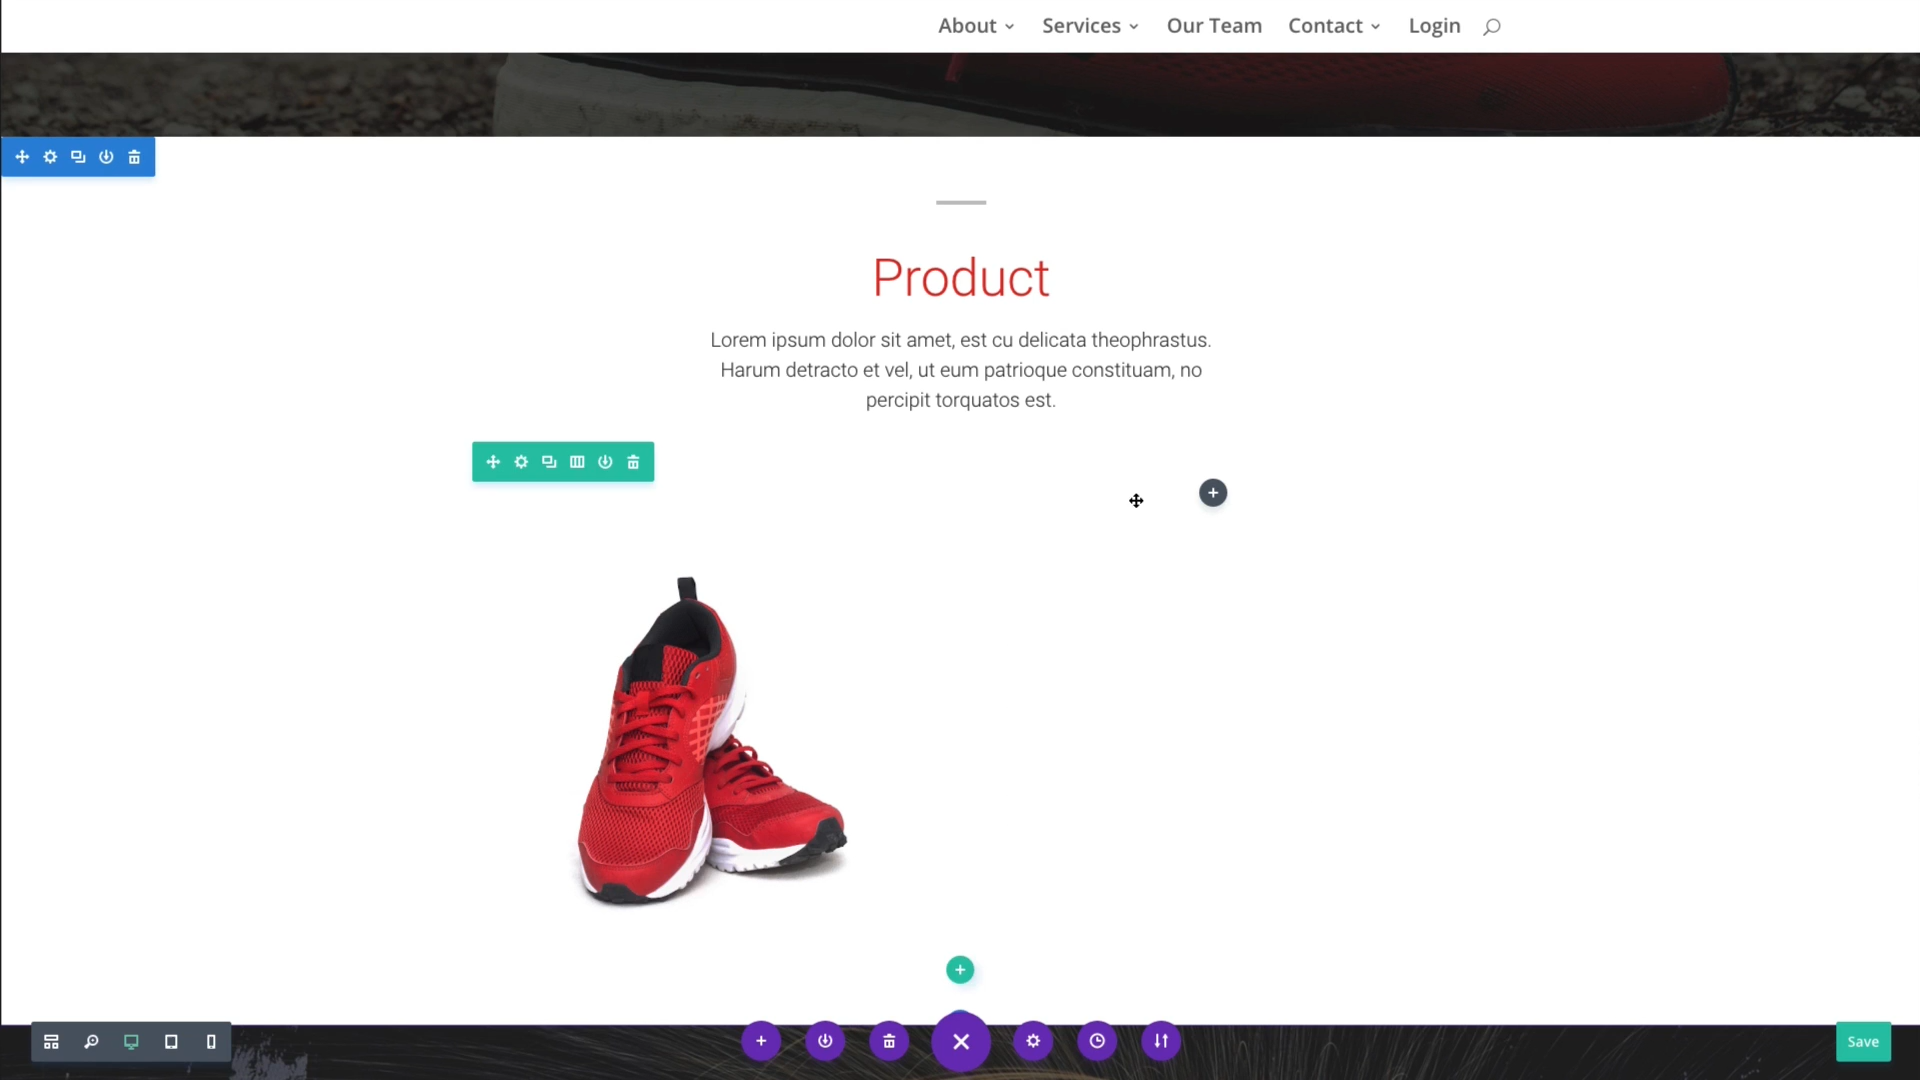 About Services Our Team Contact Login
Product
Lorem ipsum dolor sit amet, est cu delicata theophrastus.
Harum detracto et vel, ut eum patrioque constituam, no
percipit torquatos est.
Save